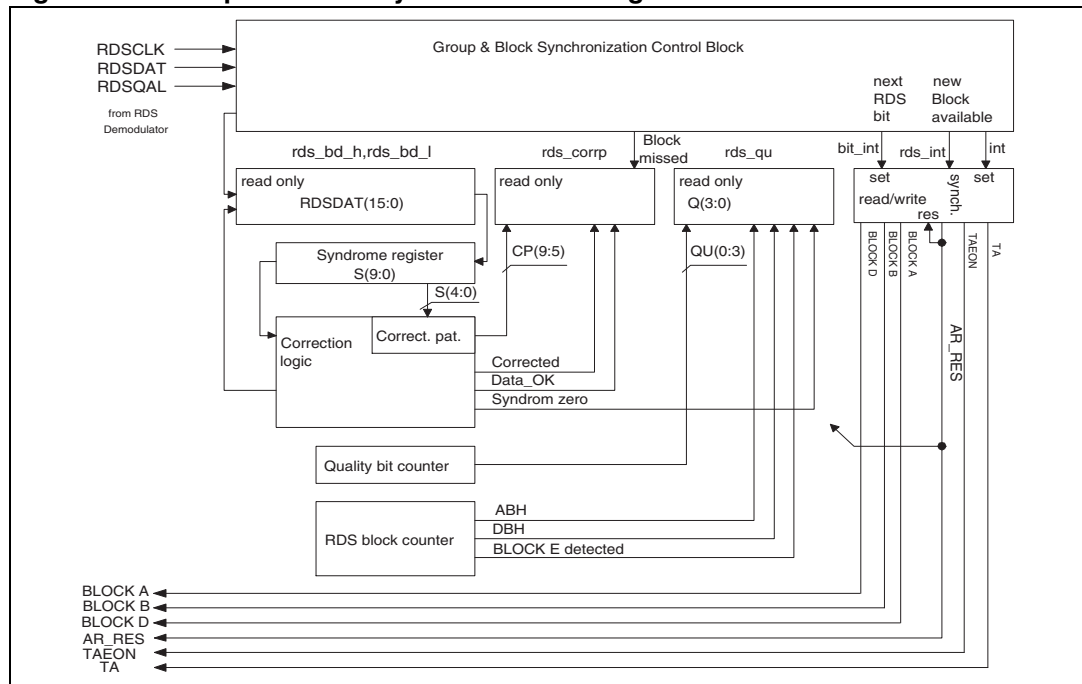 RDSCLK
RDSDAT
RDSQAL
from RDS
Demodulator
Group & Block Synchronization Control Block
next
RDS
bit
new
Block
available
rds_bd_h,rds_bd_l
rds_corrp
Block
missed
rds_qu
bit_int
rds_int
int
read only
RDSDAT(15:0)
read only
read only
Q(3:0)
set
synch.
set
read/write
res
Syndrome register
S(9:0)
CP(9:5)
QU(0:3)
BLOCK D
BLOCK B
BLOCK A
TAEON
TA
S(4:0)
Correction
logic
Correct. pat.
AR_RES
Corrected
Data_OK
Syndrom zero
Quality bit counter
RDS block counter
ABH
DBH
BLOCK E detected
BLOCK A
BLOCK B
BLOCK D
AR_RES
TAEON
TA